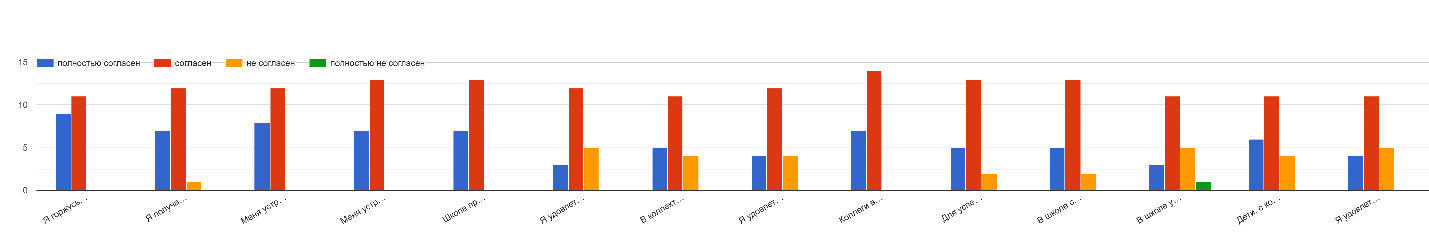 полностью согласен согласен не согласен полностью не согласен
15
10
5
0
Я горжусь… Я получа… Меня устр… Меня устр… Школа пр… Я удовлет… В коллект… Я удовлет… Коллеги в… Для успе… В школе с… В школе у… Дети, с ко… Я удовлет…